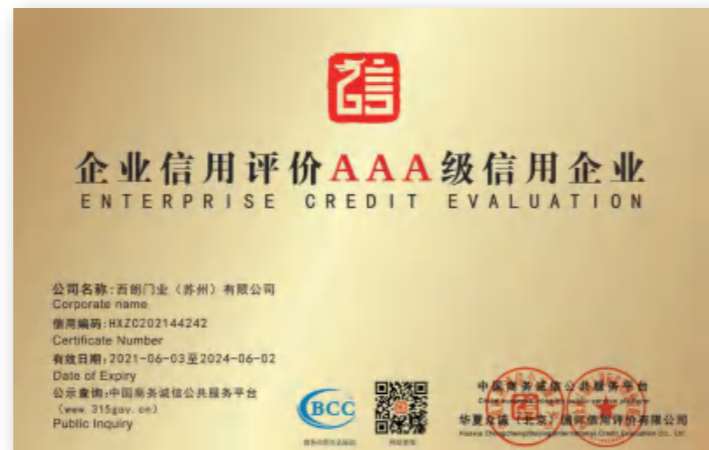 信
企业信用评价AAA级信用企业
ENTERPRISE CREDIT EVALUATION
公司名称:西朗门业（苏州）有限公司
Corporate name
信用编码:HXZC202144242
Certificate Number
有效日期:2021-06-03至2024-06-02
Date of Expiry
公示查询:中国商务诚信公共服务平台
（www.315gov.cn）
Public Inquiry
BCC
中国商务诚信公共服务平台
华夏众诚（北京）国际信用评价有限公司